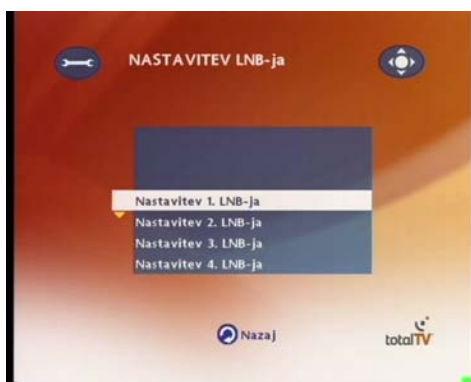 NASTAVITEV LNB-ja
Nastavitev 1. LNB-ja
Nastavitev 2. LNB-ja
Nastavitev 3. LNB-ja
Nastavitev 4. LNB-ja
Nazaj
totalTV